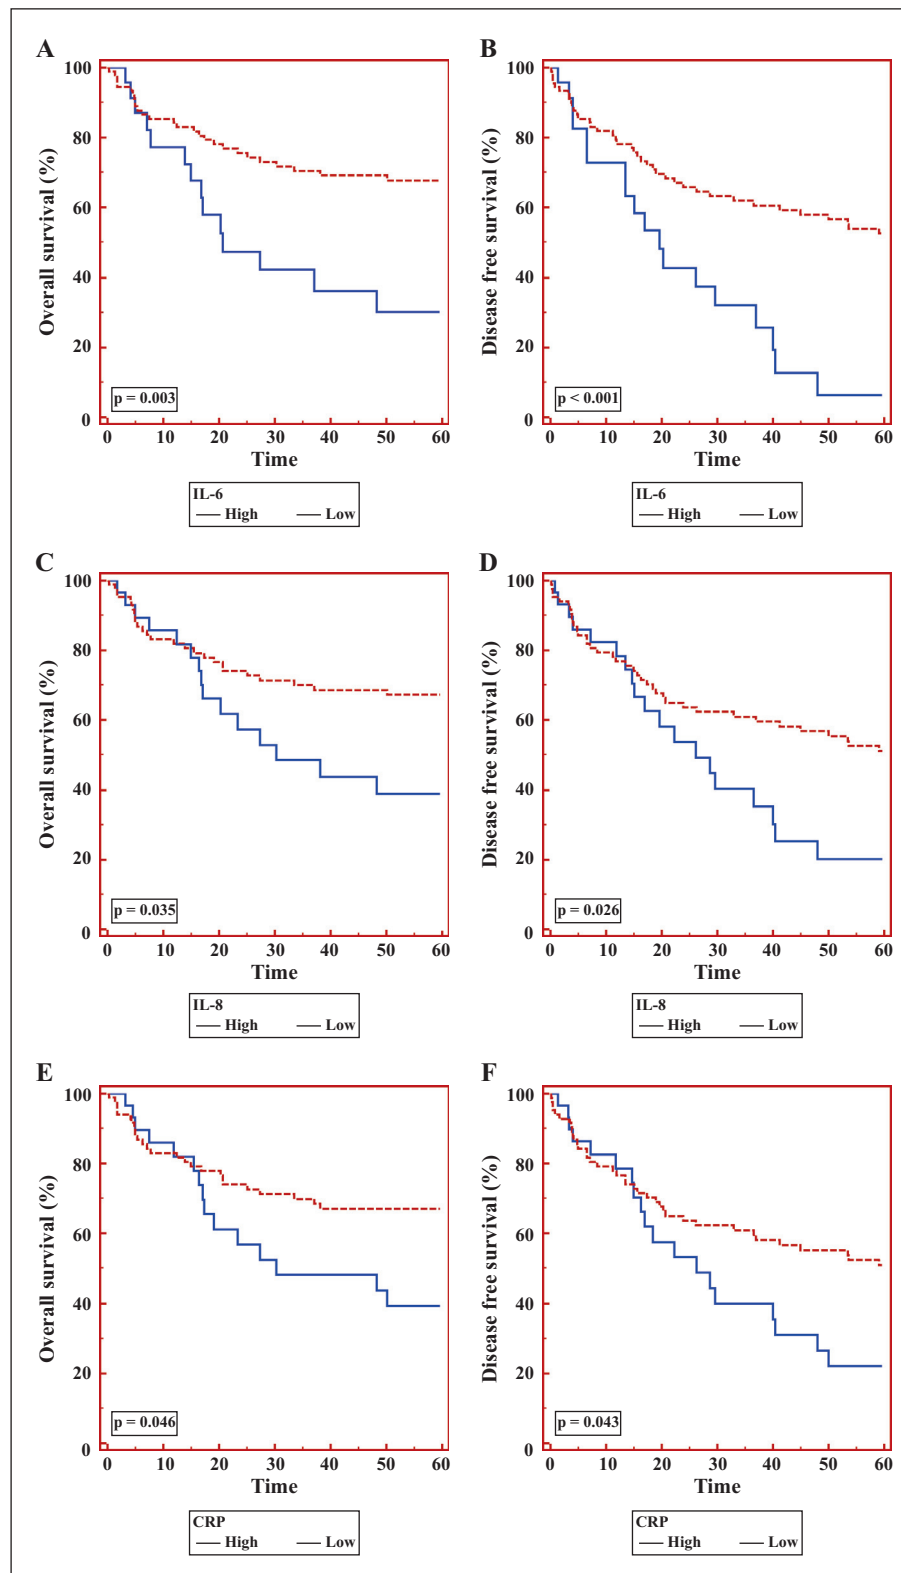 A
100
80
60
40
20
0
Overall survival (%)
p = 0.003
0 10 20 30 40 50 60
Time
IL-6
High Low
B
100
80
60
40
20
0
Disease free survival (%)
p < 0.001
0 10 20 30 40 50 60
Time
IL-6
High Low
C
100
80
60
40
20
0
Overall survival (%)
p = 0.035
0 10 20 30 40 50 60
Time
IL-8
High Low
D
100
80
60
40
20
0
Disease free survival (%)
p = 0.026
0 10 20 30 40 50 60
Time
IL-8
High Low
E
100
80
60
40
20
0
Overall survival (%)
p = 0.046
0 10 20 30 40 50 60
Time
CRP
High Low
F
100
80
60
40
20
0
Disease free survival (%)
p = 0.043
0 10 20 30 40 50 60
Time
CRP
High Low